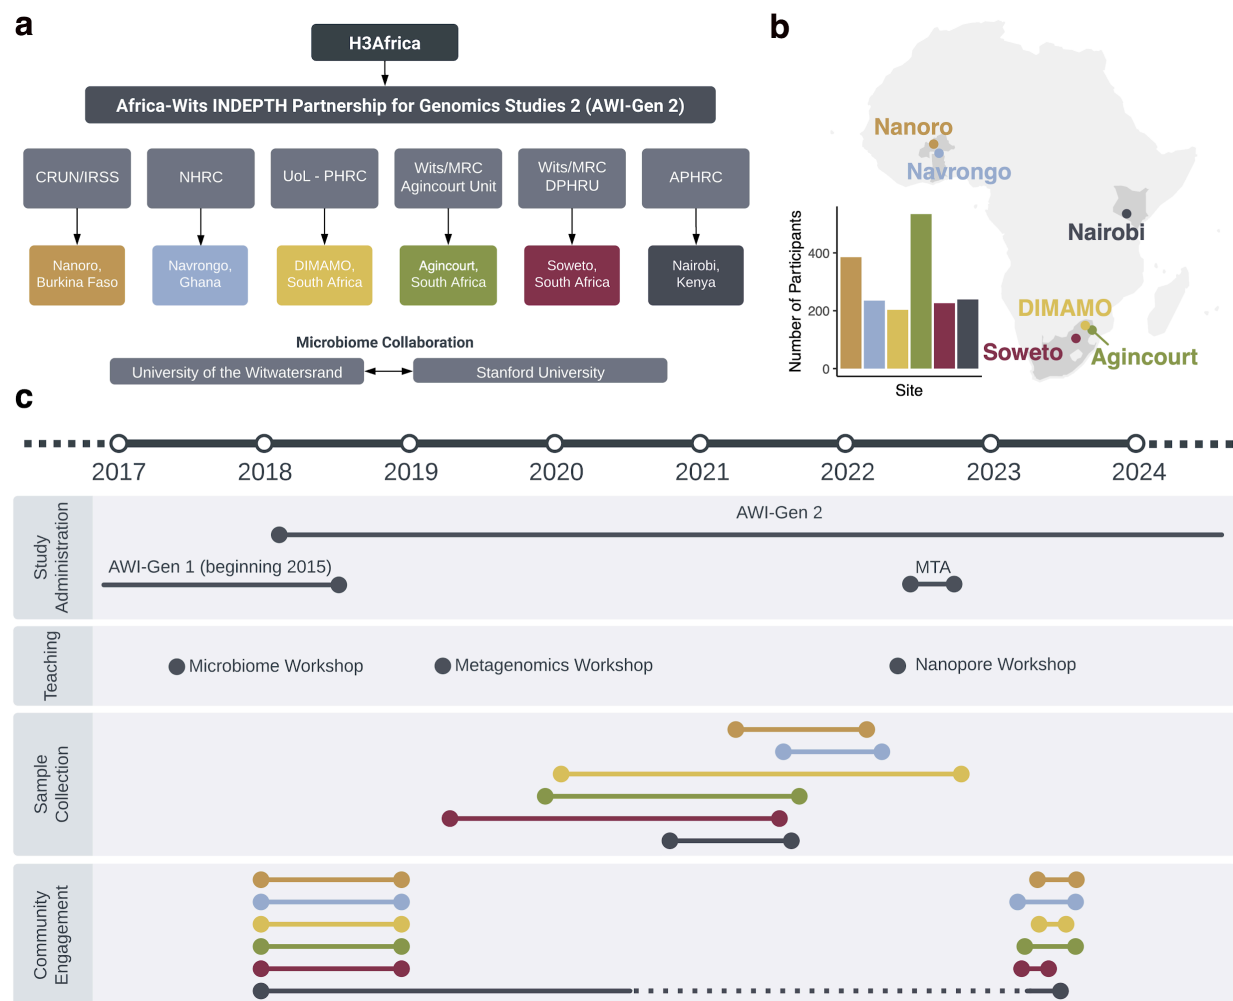 a
H3Africa
Africa-Wits INDEPTH Partnership for Genomics Studies 2 (AWI-Gen 2)
CRUN/IRSS
NHRC
UoL - PHRC
Wits/MRC
Agincourt Unit
Wits/MRC
DPHRU
APHRC
Nanoro,
Burkina Faso
Navrongo,
Ghana
DIMAMO,
South Africa
Agincourt,
South Africa
Soweto,
South Africa
Nairobi,
Kenya
Microbiome Collaboration
University of the Witwatersrand
Stanford University
b
Nanoro
Navrongo
Nairobi
DIMAMO
Soweto
Agincourt
Number of Participants
400
200
0
Site
c
2017
2018
2019
2020
2021
2022
2023
2024
Study
Administration
AWI-Gen 2
AWI-Gen 1 (beginning 2015)
MTA
Teaching
Microbiome Workshop
Metagenomics Workshop
Nanopore Workshop
Sample
Collection
Community
Engagement